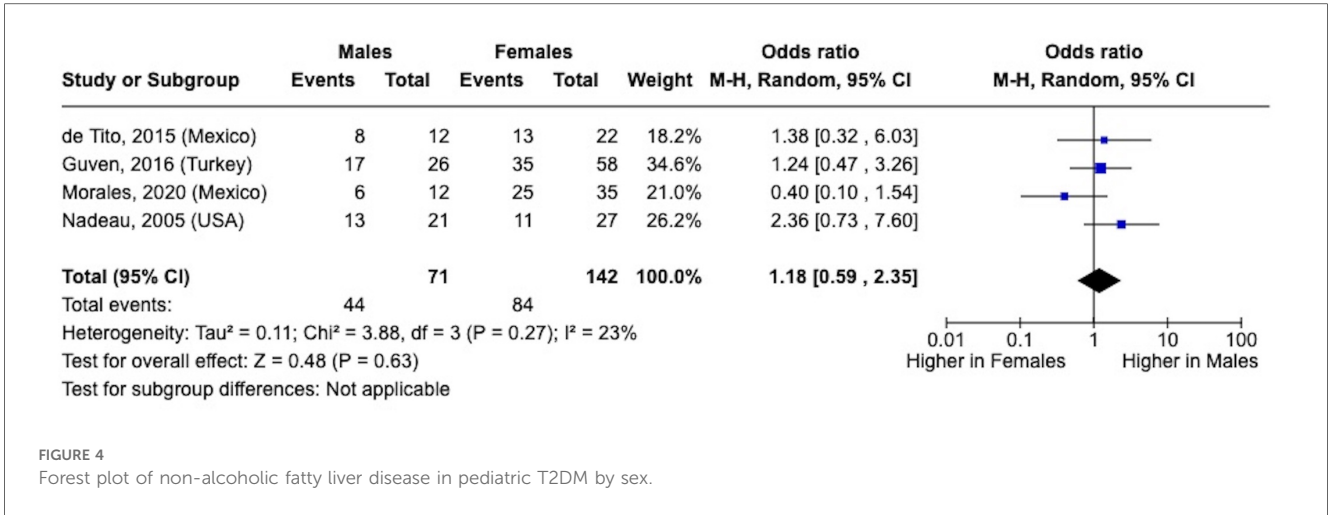 Males Females Odds ratio Odds ratio
Study or Subgroup Events Total Events Total Weight M-H, Random, 95% CI M-H, Random, 95% CI
de Tito, 2015 (Mexico) 8 12 13 22 18.2% 1.38 [0.32 , 6.03]
Guven, 2016 (Turkey) 17 26 35 58 34.6% 1.24 [0.47 , 3.26]
Morales, 2020 (Mexico) 6 12 25 35 21.0% 0.40 [0.10 , 1.54]
Nadeau, 2005 (USA) 13 21 11 27 26.2% 2.36 [0.73 , 7.60]
Total (95% CI) 71 142 100.0% 1.18 [0.59 , 2.35]
Total events: 44 84
Heterogeneity: Tau² = 0.11; Chi² = 3.88, df = 3 (P = 0.27); I² = 23%
Test for overall effect: Z = 0.48 (P = 0.63)
Test for subgroup differences: Not applicable
0.01 0.1 1 10 100
Higher in Females Higher in Males
FIGURE 4
Forest plot of non-alcoholic fatty liver disease in pediatric T2DM by sex.